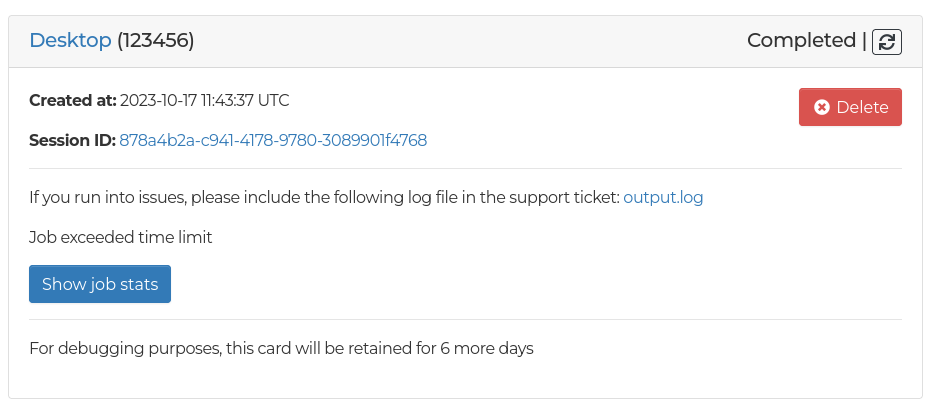 Desktop (123456) Completed |
Created at: 2023-10-17 11:43:37 UTC
Delete
Session ID: 878a4b2a-c941-4178-9780-3089901f4768
If you run into issues, please include the following log file in the support ticket: output.log
Job exceeded time limit
Show job stats
For debugging purposes, this card will be retained for 6 more days